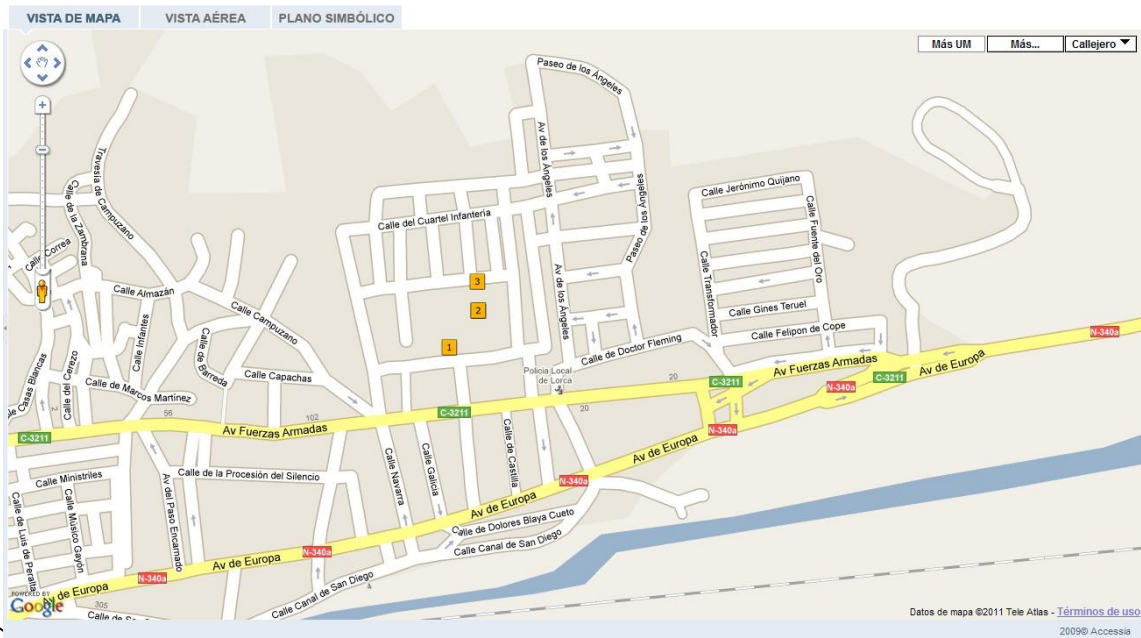 VISTA DE MAPA VISTA AÉREA PLANO SIMBÓLICO
Más UM Más... Callejero
Paseo de los Ángeles
Av de los Ángeles
Paseo de los Ángeles
Travesía de Campuzano
Calle de la Zambrana
Calle Correa
Calle Jerónimo Quijano
Calle Fuente del Oro
Calle del Cuartel Infantería
Calle Transformador
Av de los Ángeles
3
2
1
Calle Almazán
Calle Campuzano
Calle Infantes
Calle de Barreda
Calle del Cerezo
Casas Blancas
Calle Gines Teruel
Calle Felipon de Cope
Calle de Doctor Fleming
N-340a
Av Fuerzas Armadas
Av de Europa
Calle Capachas
Calle de Marcos Martínez
Policía Local
de Lorca
20
C-3211
C-3211
N-340a
2
56
102
C-3211
20
C-3211
Av Fuerzas Armadas
N-340a
Av de Europa
Calle Navarra
Calle Galicia
Calle de Castilla
Calle Ministriles
Calle de la Procesión del Silencio
N-340a
Av del Paso Encarnado
Calle Músico Gayón
Calle de Luis de Peralta
Av de Europa
Calle de Dolores Blaya Cueto
Calle Canal de San Diego
N-340a
Av de Europa
N-340a
Av de Europa
4
Calle Canal de San Diego
305
POWERED BY
Google
Datos de mapa ©2011 Tele Atlas - Términos de uso
2009© Accessia